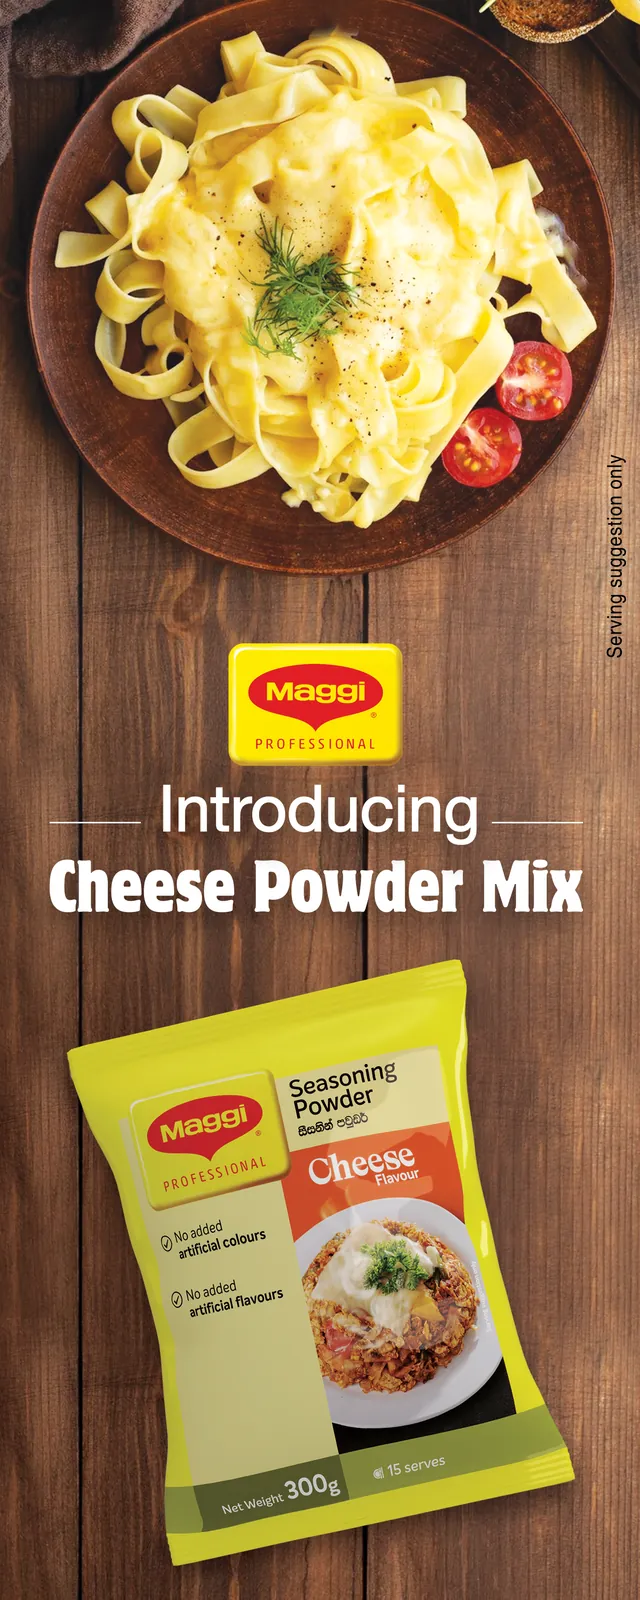 Serving suggestion only
Maggi
PROFESSIONAL
Introducing
Cheese Powder Mix
Maggi
PROFESSIONAL
Seasoning
Powder
සීසනින් පවුඩර්
Cheese
Flavour
No added
artificial colours
No added
artificial flavours
Net Weight 300g
15 serves